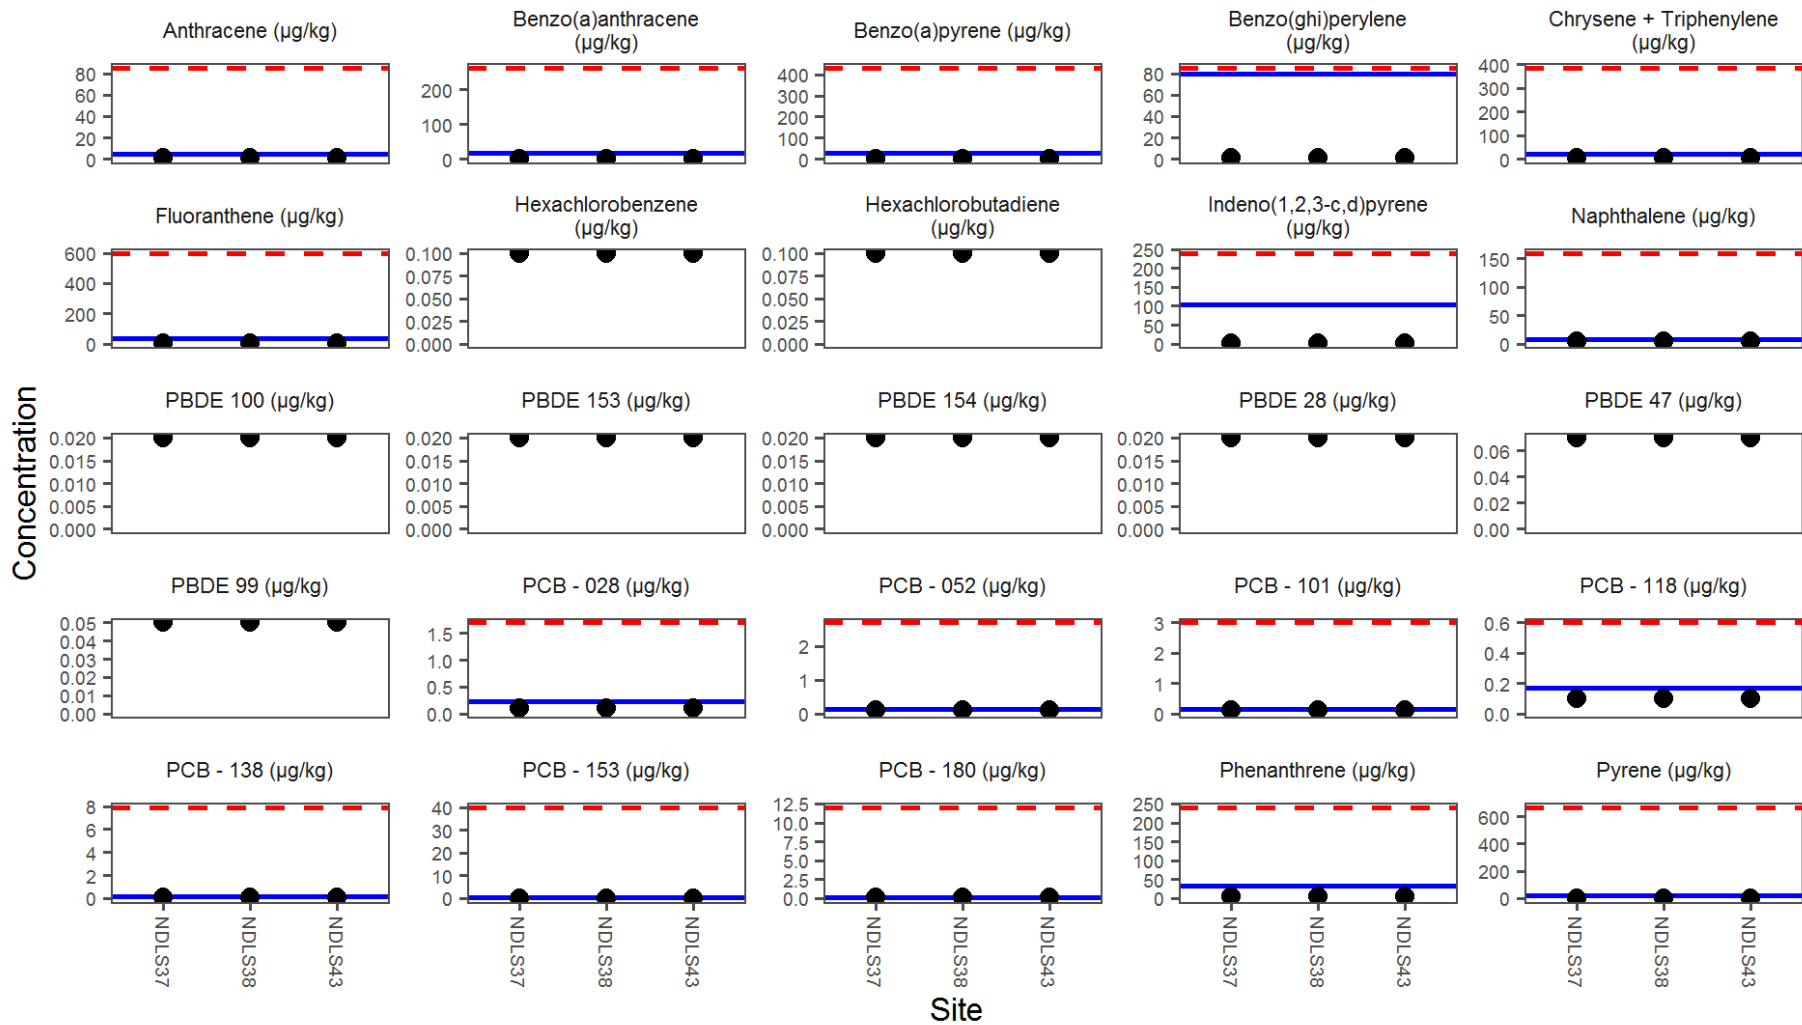 Anthracene (µg/kg)
Benzo(a)anthracene
(µg/kg)
Benzo(a)pyrene (µg/kg)
Benzo(ghi)perylene
(µg/kg)
Chrysene + Triphenylene
(µg/kg)
80
60
40
20
0
200
100
0
400
300
200
100
0
80
60
40
20
0
400
300
200
100
0
Fluoranthene (µg/kg)
Hexachlorobenzene
(µg/kg)
Hexachlorobutadiene
(µg/kg)
Indeno(1,2,3-c,d)pyrene
(µg/kg)
Naphthalene (µg/kg)
600
400
200
0
0.100
0.075
0.050
0.025
0.000
0.100
0.075
0.050
0.025
0.000
250
200
150
100
50
0
150
100
50
0
Concentration
PBDE 100 (µg/kg)
PBDE 153 (µg/kg)
PBDE 154 (µg/kg)
PBDE 28 (µg/kg)
PBDE 47 (µg/kg)
0.020
0.015
0.010
0.005
0.000
0.020
0.015
0.010
0.005
0.000
0.020
0.015
0.010
0.005
0.000
0.020
0.015
0.010
0.005
0.000
0.06
0.04
0.02
0.00
PBDE 99 (µg/kg)
PCB - 028 (µg/kg)
PCB - 052 (µg/kg)
PCB - 101 (µg/kg)
PCB - 118 (µg/kg)
0.05
0.04
0.03
0.02
0.01
0.00
1.5
1.0
0.5
0.0
2
1
0
3
2
1
0
0.6
0.4
0.2
0.0
PCB - 138 (µg/kg)
PCB - 153 (µg/kg)
PCB - 180 (µg/kg)
Phenanthrene (µg/kg)
Pyrene (µg/kg)
8
6
4
2
0
40
30
20
10
0
12.5
10.0
7.5
5.0
2.5
0.0
250
200
150
100
50
0
600
400
200
0
NDLS37
NDLS38
NDLS43
NDLS37
NDLS38
NDLS43
NDLS37
NDLS38
NDLS43
NDLS37
NDLS38
NDLS43
NDLS37
NDLS38
NDLS43
Site